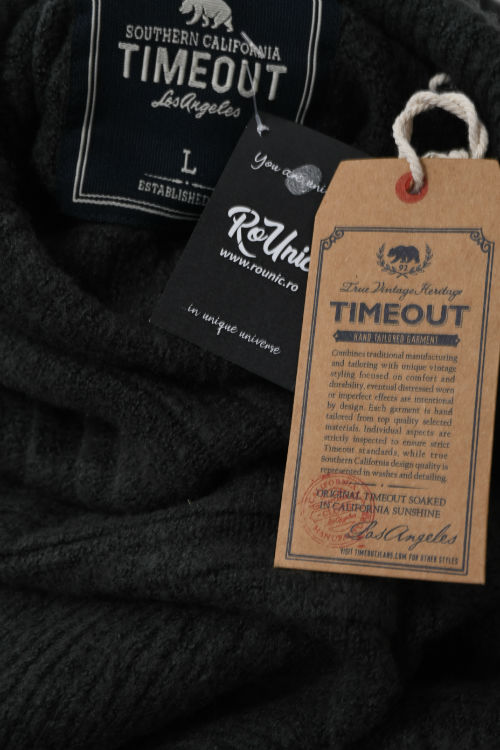 SOUTHERN CALIFORNIA
TIMEOUT
Los Angeles
L
ESTABLISHED
You are uni
RoUnic
www.rounic.ro
in unique universe
92
True Vintage Heritage
TIMEOUT
HAND TAILORED GARMENT
Combines traditional manufacturing
and tailoring with unique vintage
styling focused on comfort and
durability, eventual distressed worn
or imperfect effects are intentional
by design. Each garment is hand
tailored from top quality selected
materials. Individual aspects are
strictly inspected to ensure strict
Timeout standards, while true
Southern California design quality is
represented in washes and detailing.
ORIGINAL TIMEOUT SOAKED
IN CALIFORNIA SUNSHINE
Los Angeles
VISIT TIMEOUTJEANS.COM FOR OTHER STYLES